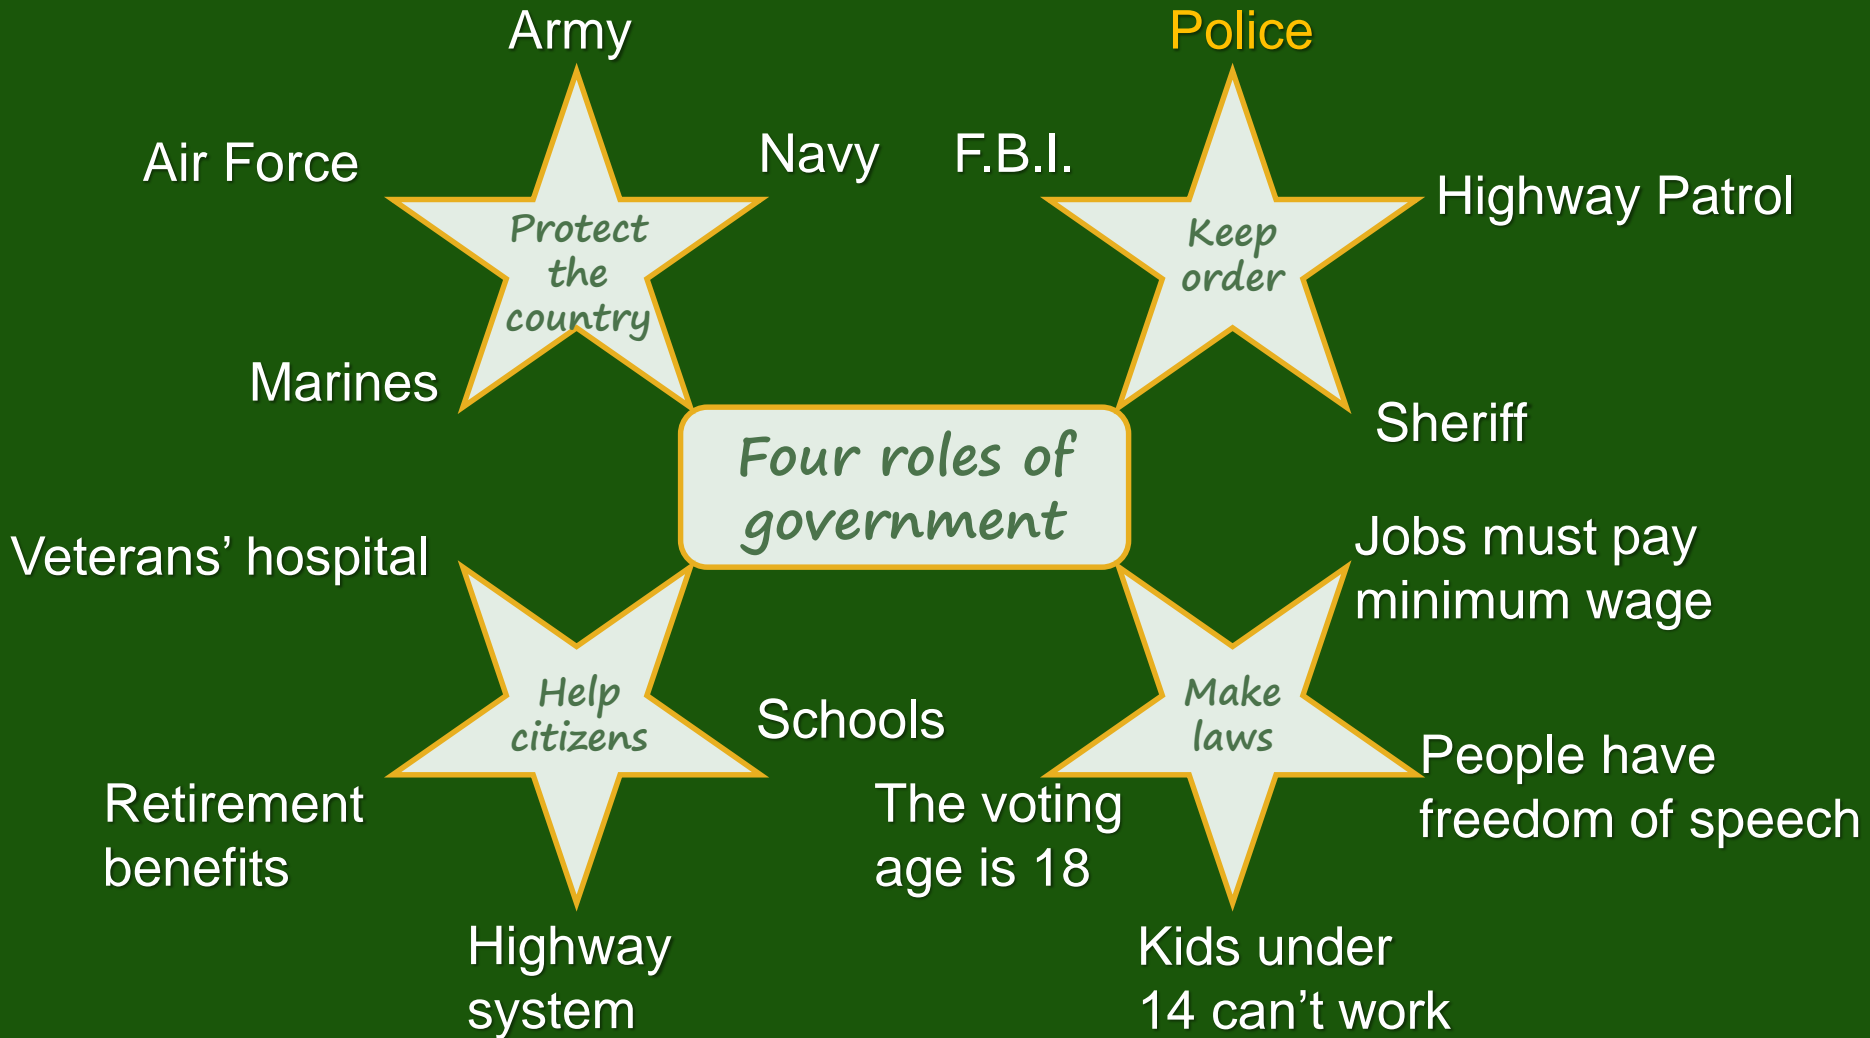 Army
Air Force
Navy
Protect
the
country
Marines
Police
F.B.I.
Highway Patrol
Keep
order
Sheriff
Four roles of
government
Veterans’ hospital
Help
citizens
Schools
Retirement
benefits
Highway
system
Jobs must pay
minimum wage
Make
laws
People have
freedom of speech
The voting
age is 18
Kids under
14 can’t work